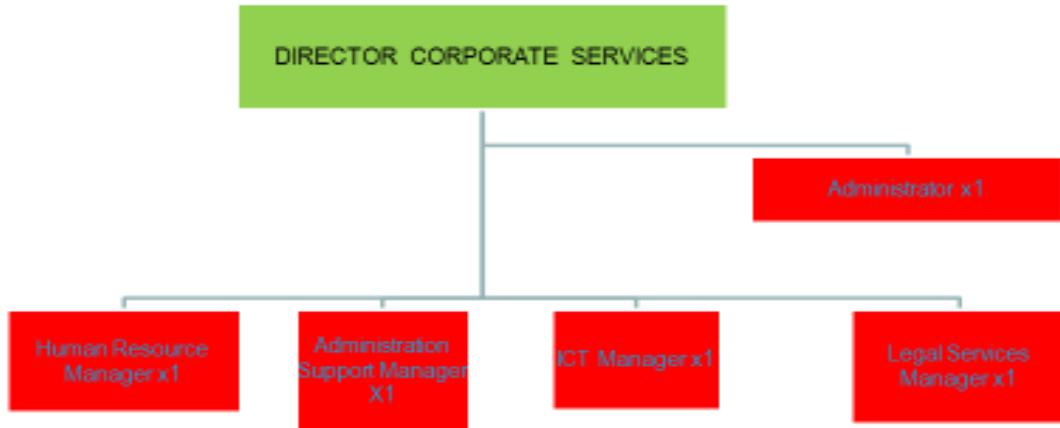 DIRECTOR CORPORATE SERVICES
Administrator x1
Human Resource
Manager x1
Administration
Support Manager
X1
ICT Manager x1
Legal Services
Manager x1